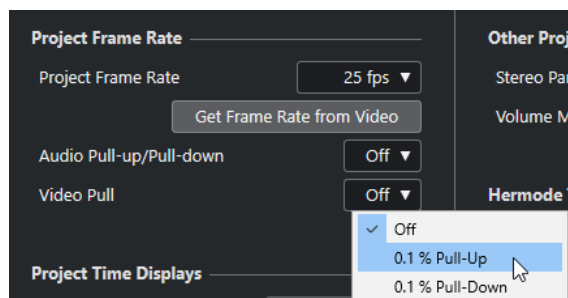 Project Frame Rate
Other Proj
Project Frame Rate 25 fps
Stereo Pa
Get Frame Rate from Video
Volume M
Audio Pull-up/Pull-down Off
Video Pull Off
Hermode
Off
0.1 % Pull-Up
Project Time Displays
0.1 % Pull-Down